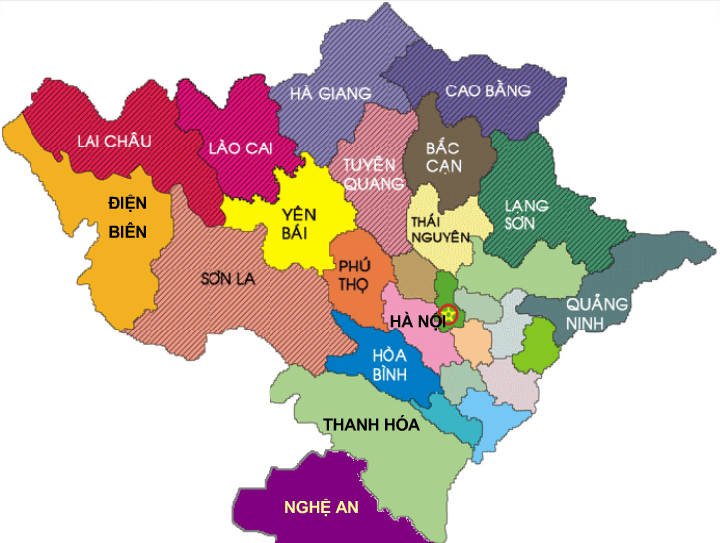 HÀ GIANG
CAO BẰNG
LAI CHÂU
LÀO CAI
TUYÊN
QUANG
BẮC
CẠN
ĐIỆN
BIÊN
YÊN
BÁI
THÁI
NGUYÊN
LẠNG
SƠN
SƠN LA
PHÚ
THỌ
HÀ NỘI
QUẢNG
NINH
HÒA
BÌNH
THANH HÓA
NGHỆ AN